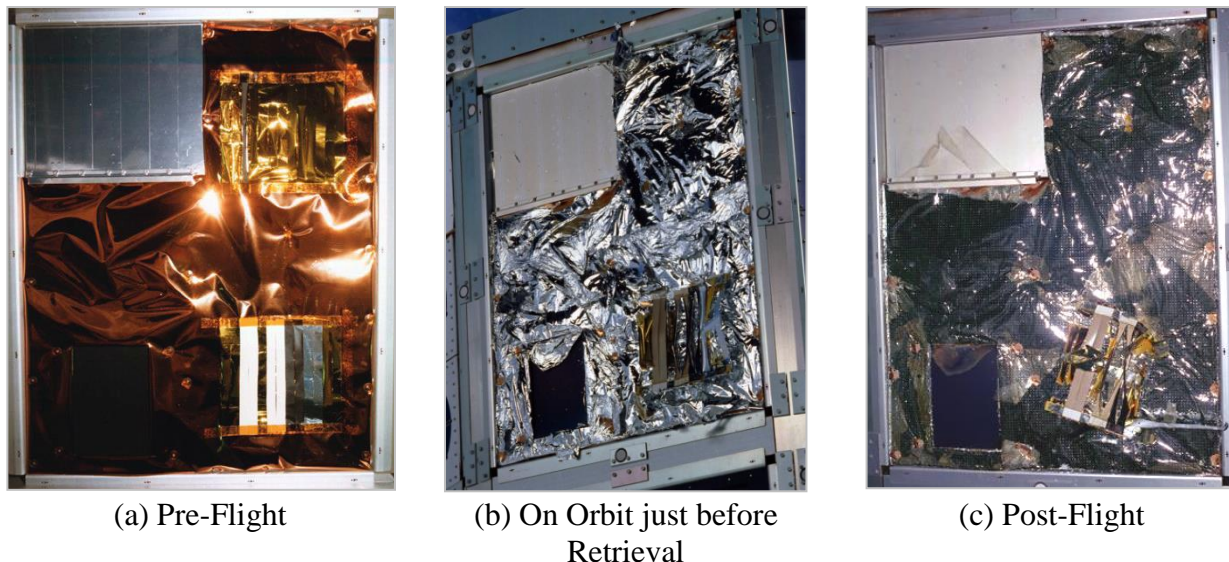 (a) Pre-Flight
(b) On Orbit just before
Retrieval
(c) Post-Flight